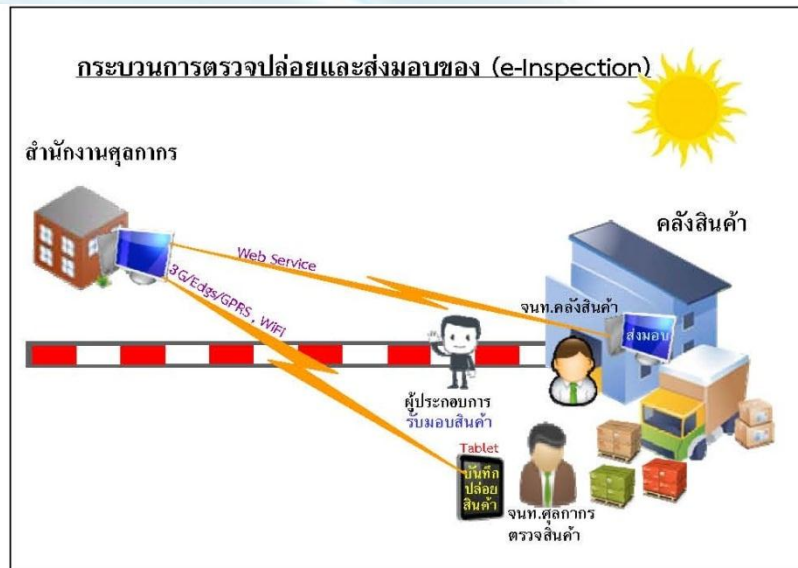 กระบวนการตรวจปล่อยและส่งมอบของ (e-Inspection)
สำนักงานศุลกากร
คลังสินค้า
Web Service
3G/Edgs/GPRS , WiFi
จนท.คลังสินค้า
ส่งมอบ
ผู้ประกอบการ
รับมอบสินค้า
Tablet
บันทึก
ปล่อย
สินค้า
จนท.ศุลกากร
ตรวจสินค้า